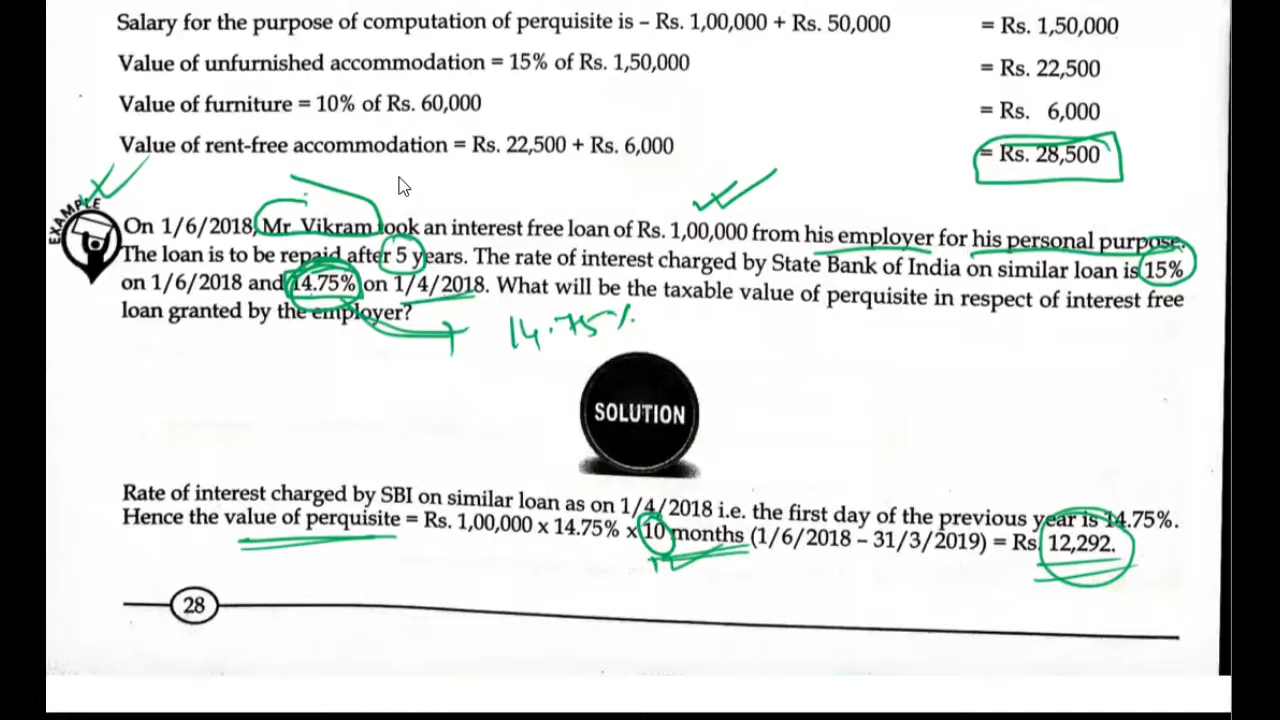 Salary for the purpose of computation of perquisite is – Rs. 1,00,000 + Rs. 50,000 = Rs. 1,50,000
Value of unfurnished accommodation = 15% of Rs. 1,50,000 = Rs. 22,500
Value of furniture = 10% of Rs. 60,000 = Rs. 6,000
Value of rent-free accommodation = Rs. 22,500 + Rs. 6,000 = Rs. 28,500
EXAMPLE
On 1/6/2018, Mr. Vikram took an interest free loan of Rs. 1,00,000 from his employer for his personal purpose.
The loan is to be repaid after 5 years. The rate of interest charged by State Bank of India on similar loan is 15%
on 1/6/2018 and 14.75% on 1/4/2018. What will be the taxable value of perquisite in respect of interest free
loan granted by the employer?
14.75%
SOLUTION
Rate of interest charged by SBI on similar loan as on 1/4/2018 i.e. the first day of the previous year is 14.75%.
Hence the value of perquisite = Rs. 1,00,000 x 14.75% x 10 months (1/6/2018 – 31/3/2019) = Rs. 12,292.
28